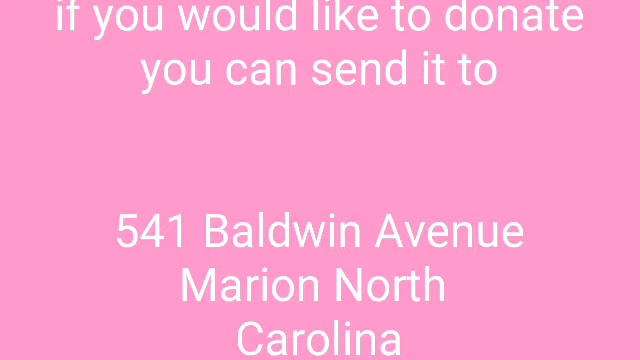 if you would like to donate
you can send it to
541 Baldwin Avenue
Marion North
Carolina